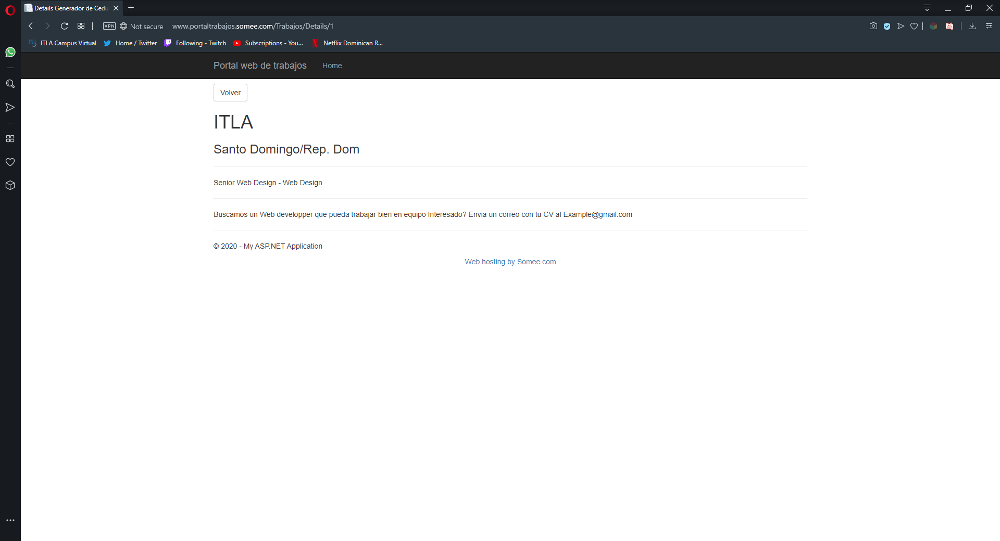 Details Generador de Cedu
VPN Not secure www.portaltrabajos.somee.com/Trabajos/Details/1
ITLA Campus Virtual Home / Twitter Following - Twitch Subscriptions - You... Netflix Dominican R...
Portal web de trabajos Home
Volver
ITLA
Santo Domingo/Rep. Dom
Senior Web Design - Web Design
Buscamos un Web developper que pueda trabajar bien en equipo Interesado? Envia un correo con tu CV al Example@gmail.com
© 2020 - My ASP.NET Application
Web hosting by Somee.com